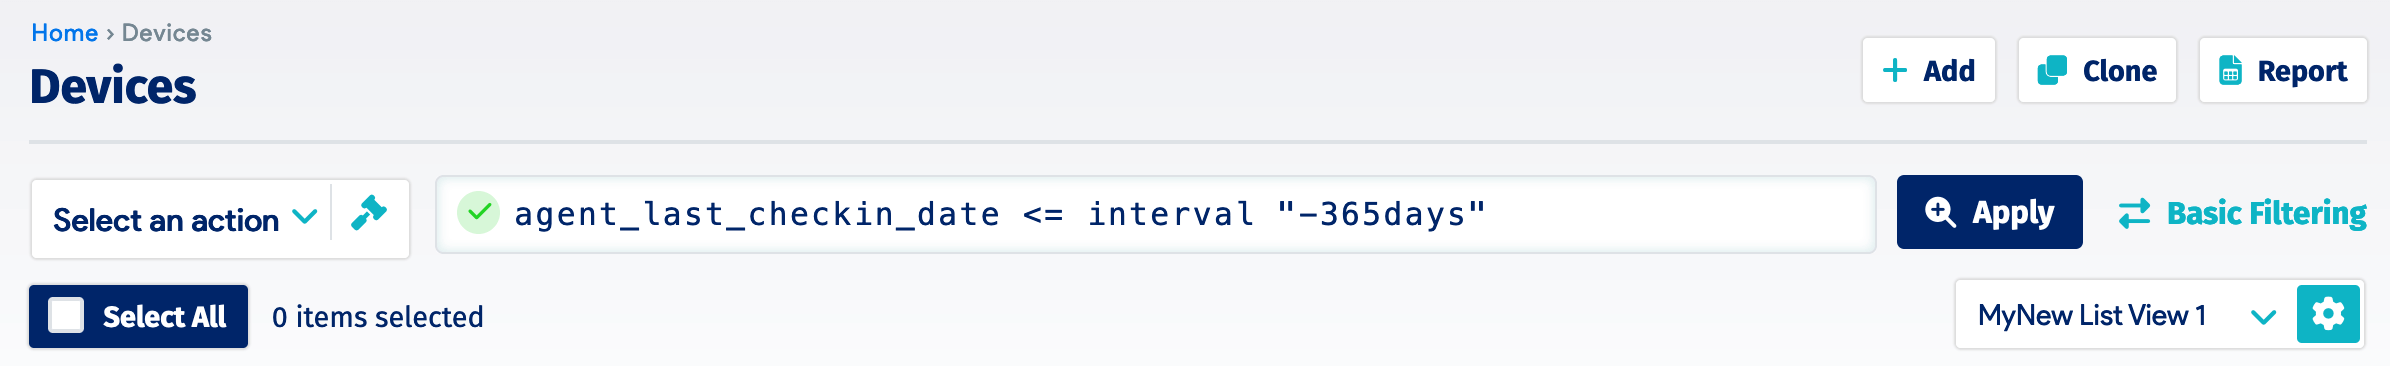 Home › Devices
Devices
Add
Clone
Report
Select an action
agent_last_checkin_date <= interval "-365days"
Apply
Basic Filtering
Select All
0 items selected
MyNew List View 1